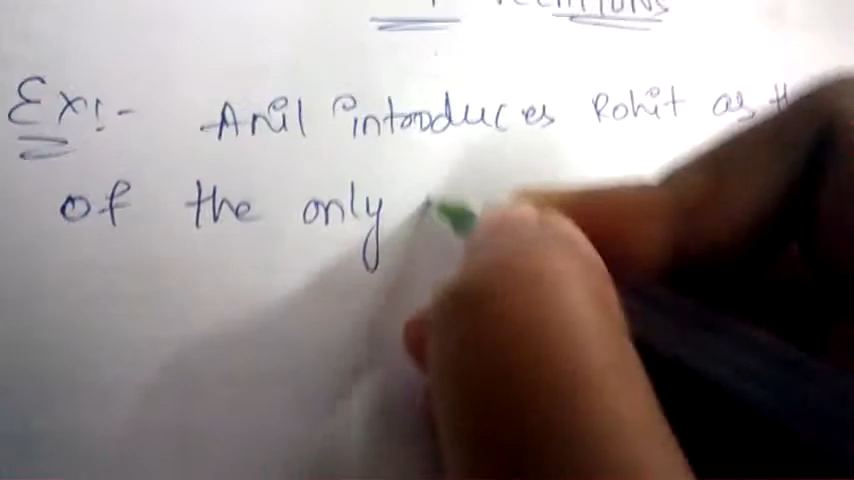 Ex:- Anil introduces Rohit as
of the only